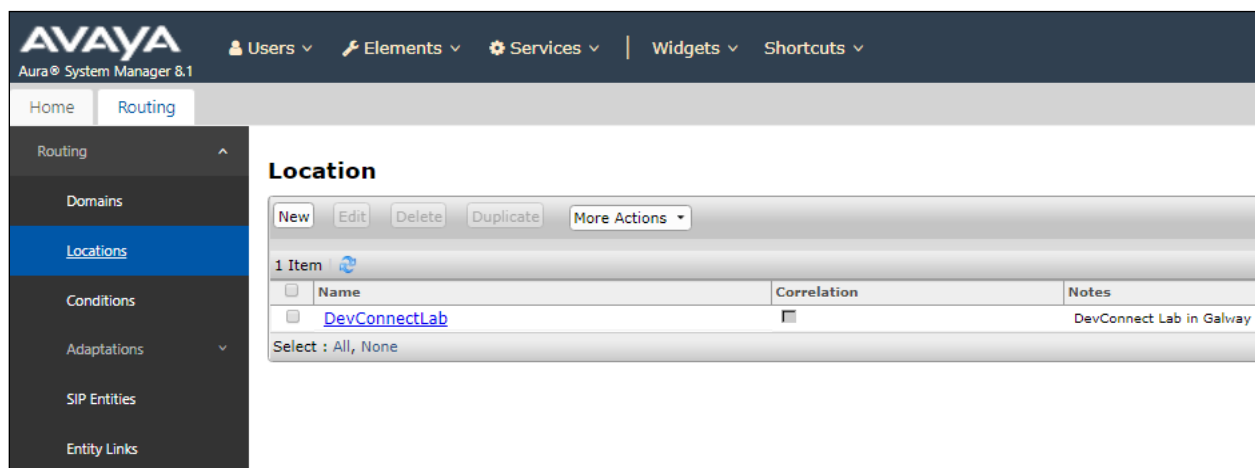 AVAYA
Aura® System Manager 8.1
Users Elements Services Widgets Shortcuts
Home Routing
Routing
Domains
Locations
Conditions
Adaptations
SIP Entities
Entity Links
Location
New Edit Delete Duplicate More Actions
1 Item
Name Correlation Notes
DevConnectLab DevConnect Lab in Galway
Select : All, None